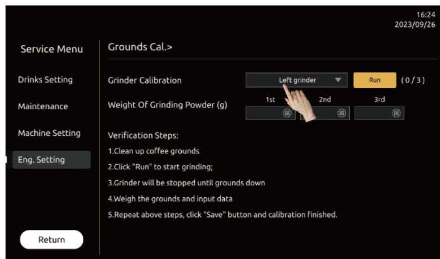 16:24
2023/09/26
Service Menu
Grounds Cal.>
Drinks Setting
Grinder Calibration
Left grinder
Run
(0/3)
Maintenance
Weight Of Grinding Powder (g)
1st
2nd
3rd
Machine Setting
Verification Steps:
1.Clean up coffee grounds
Eng. Setting
2.Click "Run" to start grinding;
3.Grinder will be stopped until grounds down
4.Weigh the grounds and input data
5.Repeat above steps, click "Save" button and calibration finished.
Return